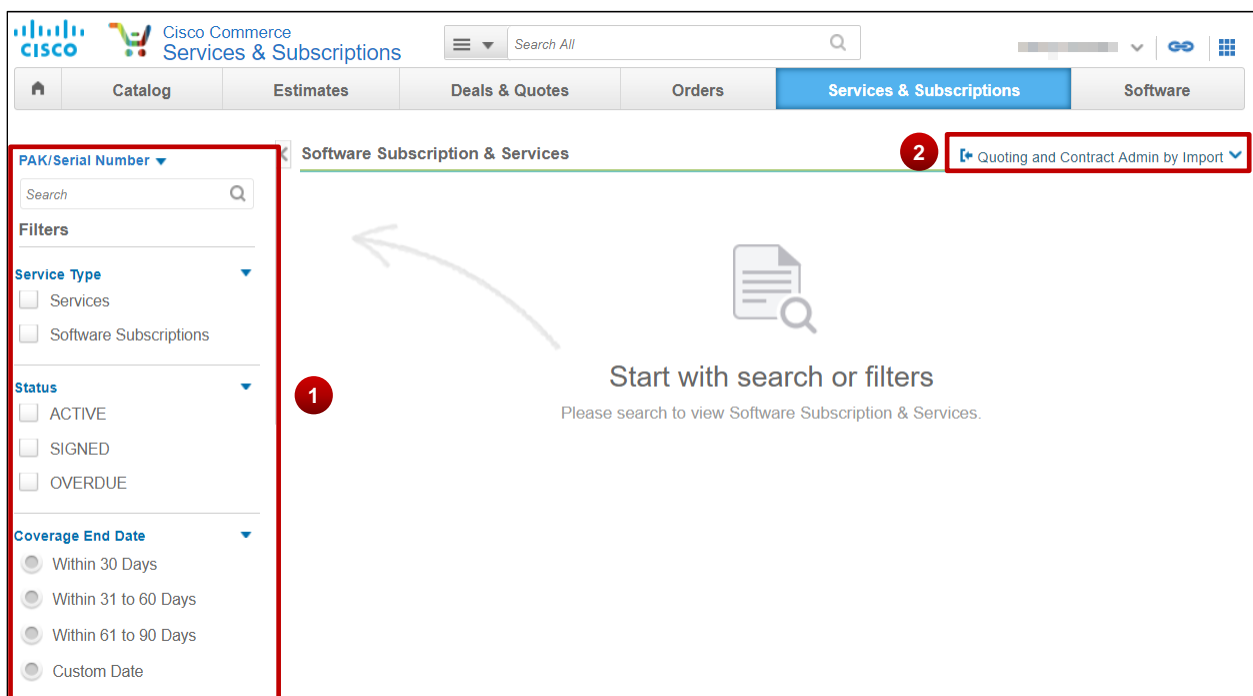 CISCO
Cisco Commerce
Services & Subscriptions
Search All
Catalog
Estimates
Deals & Quotes
Orders
Services & Subscriptions
Software
PAK/Serial Number
Search
Filters
Service Type
Services
Software Subscriptions
Status
ACTIVE
SIGNED
OVERDUE
Coverage End Date
Within 30 Days
Within 31 to 60 Days
Within 61 to 90 Days
Custom Date
1
Software Subscription & Services
2
Quoting and Contract Admin by Import
Start with search or filters
Please search to view Software Subscription & Services.